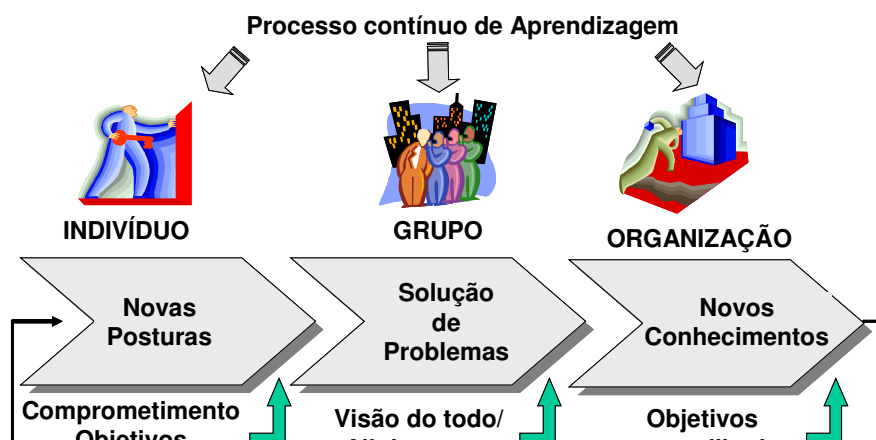 Processo contínuo de Aprendizagem
INDIVÍDUO
GRUPO
ORGANIZAÇÃO
Novas
Posturas
Solução
de
Problemas
Novos
Conhecimentos
Comprometimento
Objetivos
Visão do todo/
Objetivos